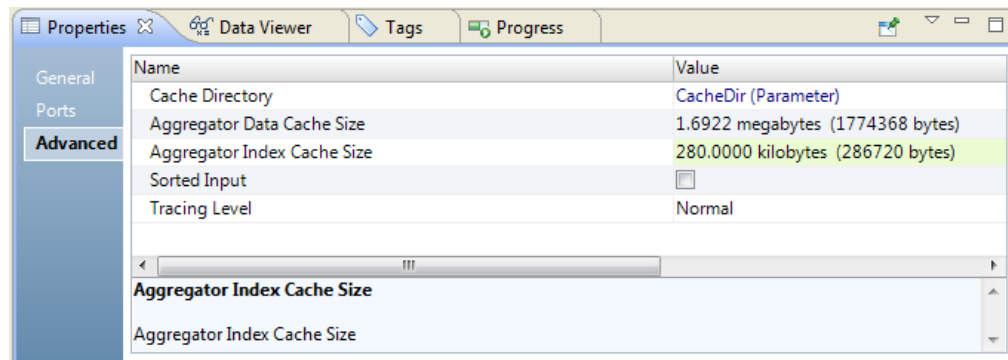 Properties Data Viewer Tags Progress
General
Ports
Advanced
Name Value
Cache Directory CacheDir (Parameter)
Aggregator Data Cache Size 1.6922 megabytes (1774368 bytes)
Aggregator Index Cache Size 280.0000 kilobytes (286720 bytes)
Sorted Input
Tracing Level Normal
Aggregator Index Cache Size
Aggregator Index Cache Size